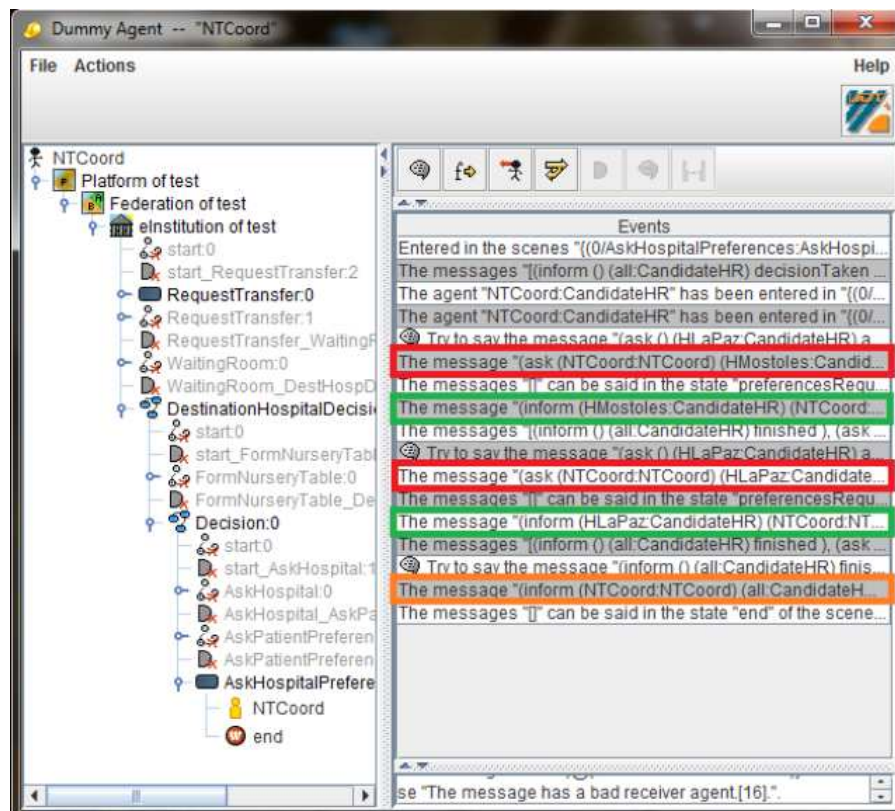 Dummy Agent -- "NTCoord"
File Actions
Help
NTCoord
Platform of test
Federation of test
eInstitution of test
start:0
start_RequestTransfer:2
RequestTransfer:0
RequestTransfer:1
RequestTransfer_WaitingR
WaitingRoom:0
WaitingRoom_DestHospD
DestinationHospitalDecisi
start:0
start_FormNurseryTabl
FormNurseryTable:0
FormNurseryTable_De
Decision:0
start:0
start_AskHospital:1
AskHospital:0
AskHospital_AskPa
AskPatientPreferen
AskPatientPreferen
AskHospitalPrefere
NTCoord
end
Events
Entered in the scenes "{(0/AskHospitalPreferences:AskHospi...
The messages "[(inform () (all:CandidateHR) decisionTaken ...
The agent "NTCoord:CandidateHR" has been entered in "{(0/...
The agent "NTCoord:CandidateHR" has been entered in "{(0/...
Try to say the message "(ask () (HLaPaz:CandidateHR) a...
The message "(ask (NTCoord:NTCoord) (HMostoles:Candid...
The messages "[]" can be said in the state "preferencesRequ...
The message "(inform (HMostoles:CandidateHR) (NTCoord:...
The messages "[(inform () (all:CandidateHR) finished ), (ask ...
Try to say the message "(ask () (HLaPaz:CandidateHR) a...
The message "(ask (NTCoord:NTCoord) (HLaPaz:Candidate...
The messages "[]" can be said in the state "preferencesRequ...
The message "(inform (HLaPaz:CandidateHR) (NTCoord:NT...
The messages "[(inform () (all:CandidateHR) finished ), (ask ...
Try to say the message "(inform () (all:CandidateHR) finis...
The message "(inform (NTCoord:NTCoord) (all:CandidateH...
The messages "[]" can be said in the state "end" of the scene...
se "The message has a bad receiver agent.[16].".